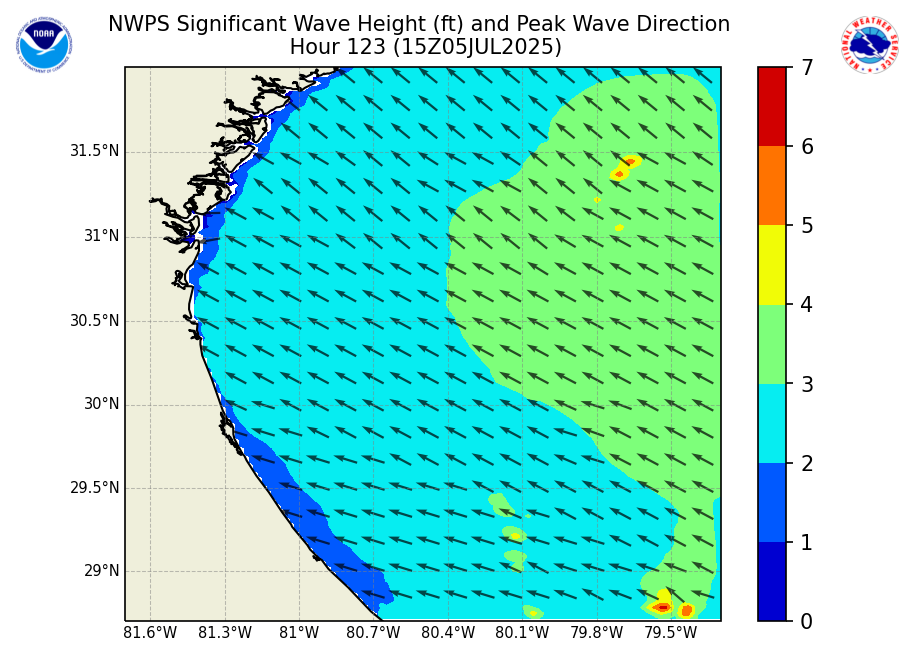 NWPS Significant Wave Height (ft) and Peak Wave Direction
Hour 123 (15Z05JUL2025)
NOAA
NATIONAL WEATHER SERVICE
31.5°N
31°N
30.5°N
30°N
29.5°N
29°N
81.6°W 81.3°W 81°W 80.7°W 80.4°W 80.1°W 79.8°W 79.5°W
7
6
5
4
3
2
1
0